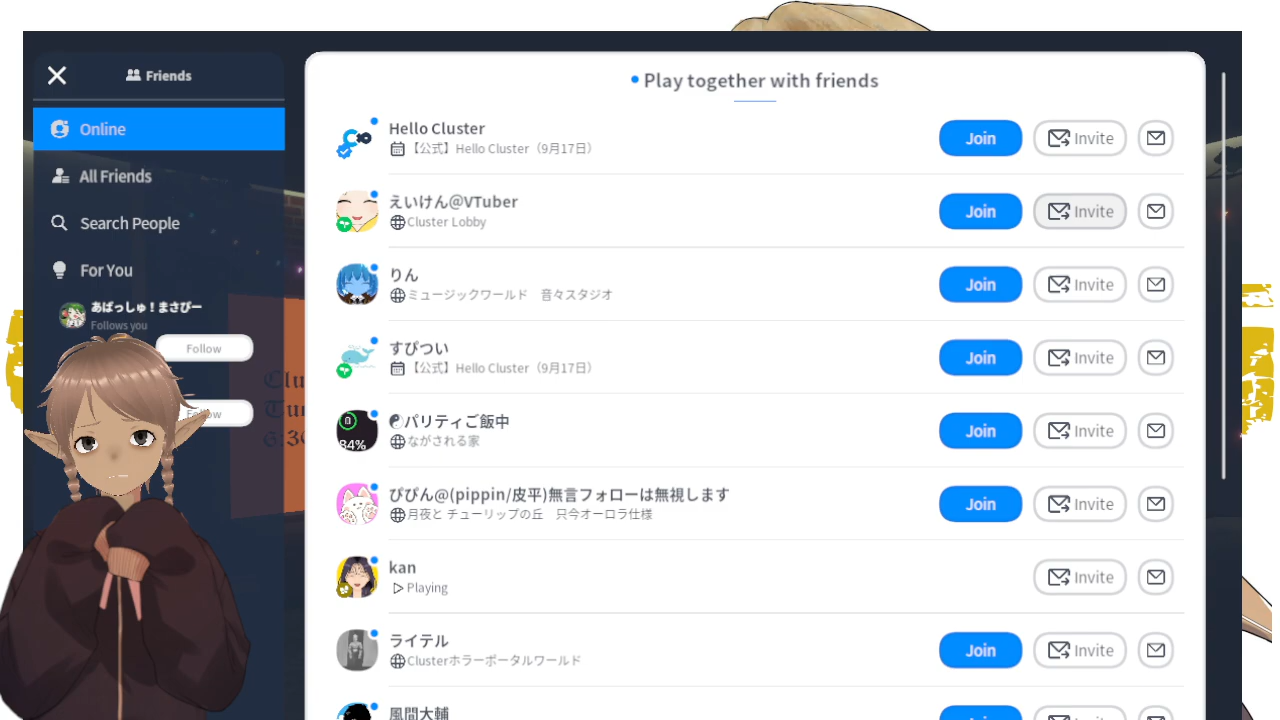 Friends
Online
All Friends
Search People
For You
あばっしゅ！まさぴー
Follows you
Follow
Play together with friends
Hello Cluster
【公式】Hello Cluster（9月17日）
Join
Invite
えいけん@VTuber
Cluster Lobby
Join
Invite
りん
ミュージックワールド　音々スタジオ
Join
Invite
すぴつい
【公式】Hello Cluster（9月17日）
Join
Invite
84%
☯パリティご飯中
ながされる家
Join
Invite
ぴぴん@(pippin/皮平)無言フォローは無視します
月夜と チューリップの丘　只今オーロラ仕様
Join
Invite
kan
Playing
Invite
ライテル
Clusterホラーポータルワールド
Join
Invite
風間大輔